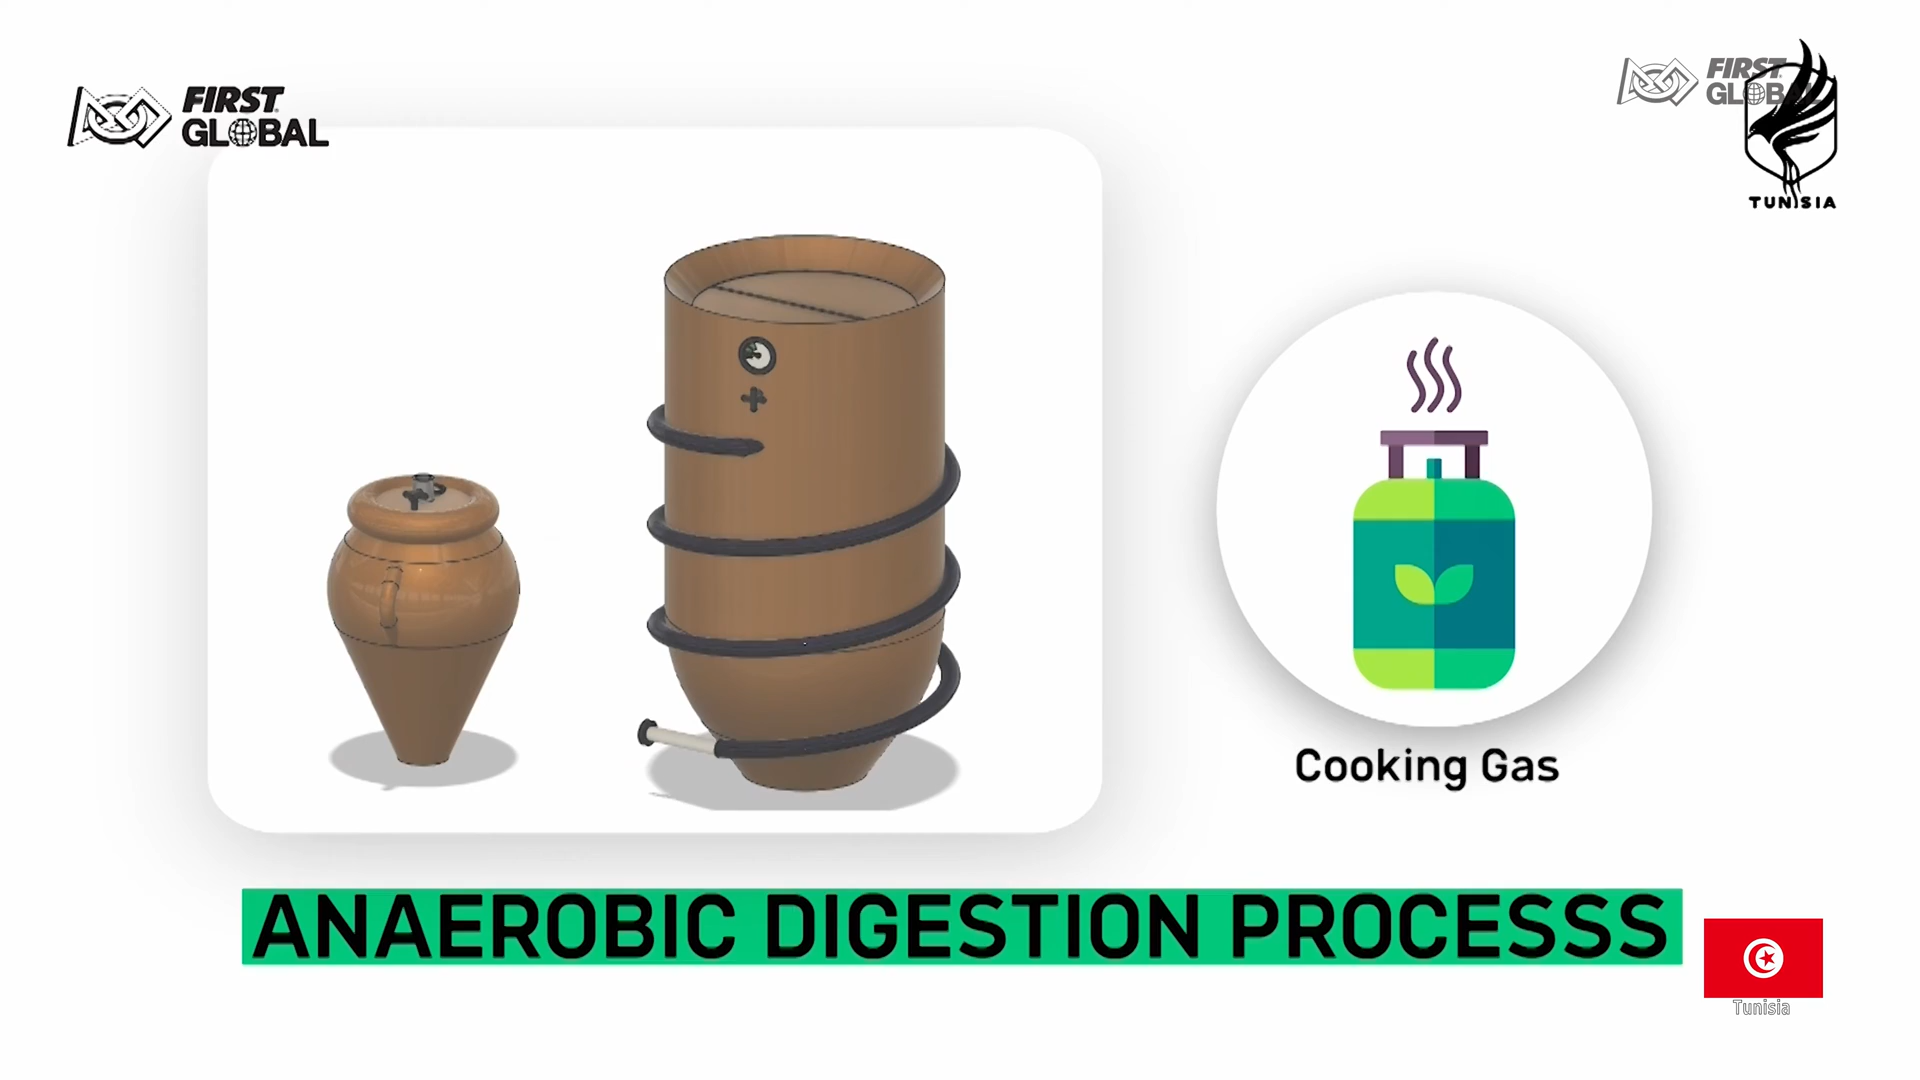 FIRST
GLOBAL
FIRST
GLOBAL
TUNISIA
Cooking Gas
ANAEROBIC DIGESTION PROCESSS
Tunisia